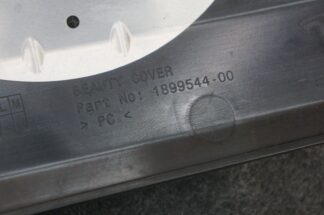 BEAUTY COVER
Part No: 1899544-00
> PC <